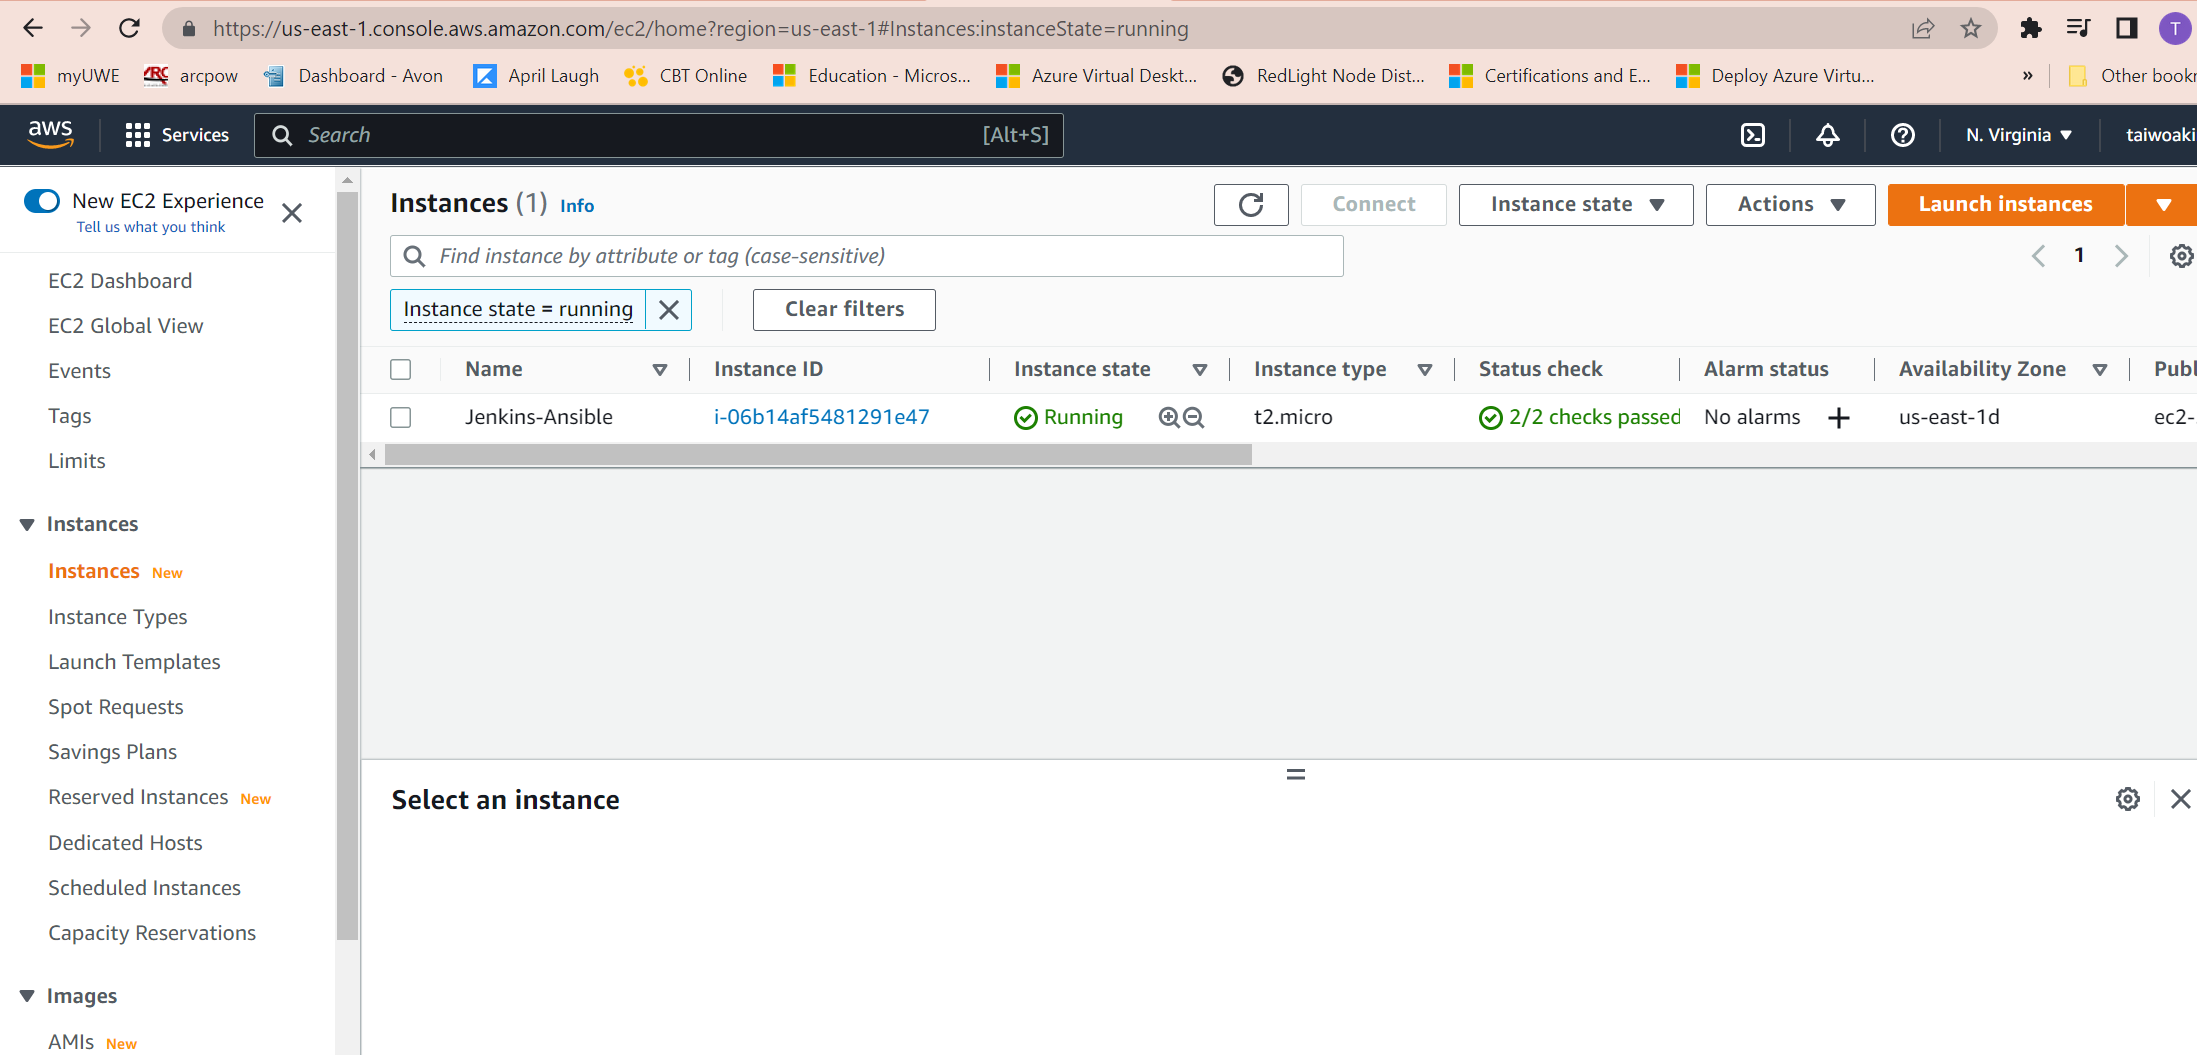 https://us-east-1.console.aws.amazon.com/ec2/home?region=us-east-1#Instances:instanceState=running
T
myUWE ARC arcpow Dashboard - Avon April Laugh CBT Online Education - Micros... Azure Virtual Deskt... RedLight Node Dist... Certifications and E... Deploy Azure Virtu... » Other bookr
aws Services Search [Alt+S] N. Virginia taiwoaki
New EC2 Experience
Tell us what you think
EC2 Dashboard
EC2 Global View
Events
Tags
Limits
Instances
Instances New
Instance Types
Launch Templates
Spot Requests
Savings Plans
Reserved Instances New
Dedicated Hosts
Scheduled Instances
Capacity Reservations
Images
AMIs New
Instances (1) Info
Connect Instance state Actions Launch instances
Find instance by attribute or tag (case-sensitive)
1
Instance state = running Clear filters
Name Instance ID Instance state Instance type Status check Alarm status Availability Zone Publ
Jenkins-Ansible i-06b14af5481291e47 Running t2.micro 2/2 checks passed No alarms us-east-1d ec2-
Select an instance